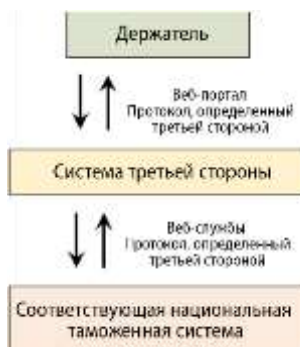 Держатель
Веб-портал
Протокол, определенный
третьей стороной
Система третьей стороны
Веб-службы
Протокол, определенный
третьей стороной
Соответствующая национальная
таможенная система